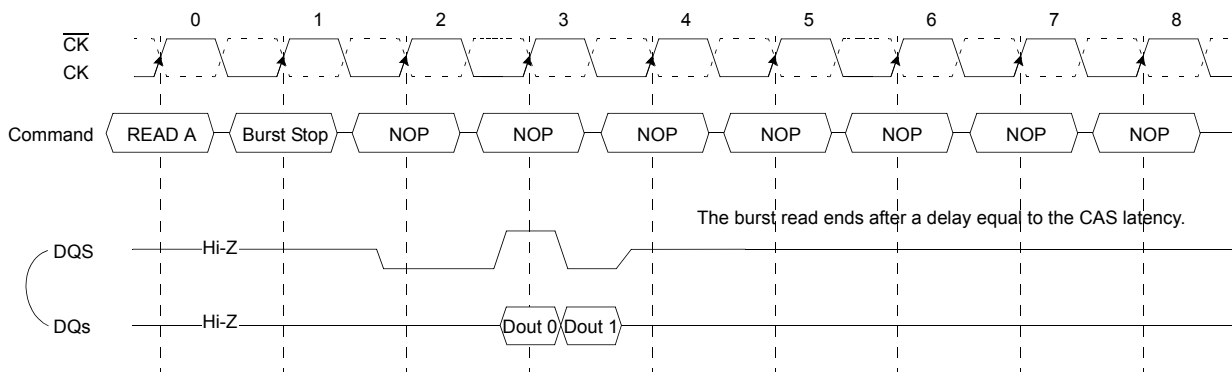 0 1 2 3 4 5 6 7 8
CK
CK
Command READ A Burst Stop NOP NOP NOP NOP NOP NOP NOP
The burst read ends after a delay equal to the CAS latency.
DQS Hi-Z
DQs Hi-Z Dout 0 Dout 1